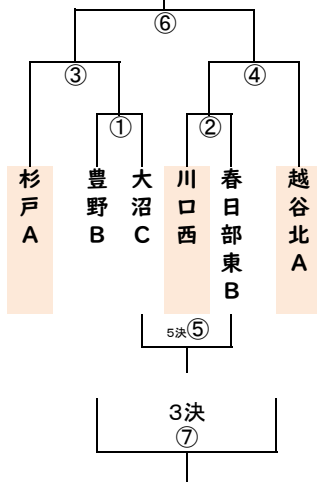 ⑥
③ ④
① ②
杉戸A
豊野B
大沼C
川口西
春日部東B
越谷北A
5決⑤
3決
⑦